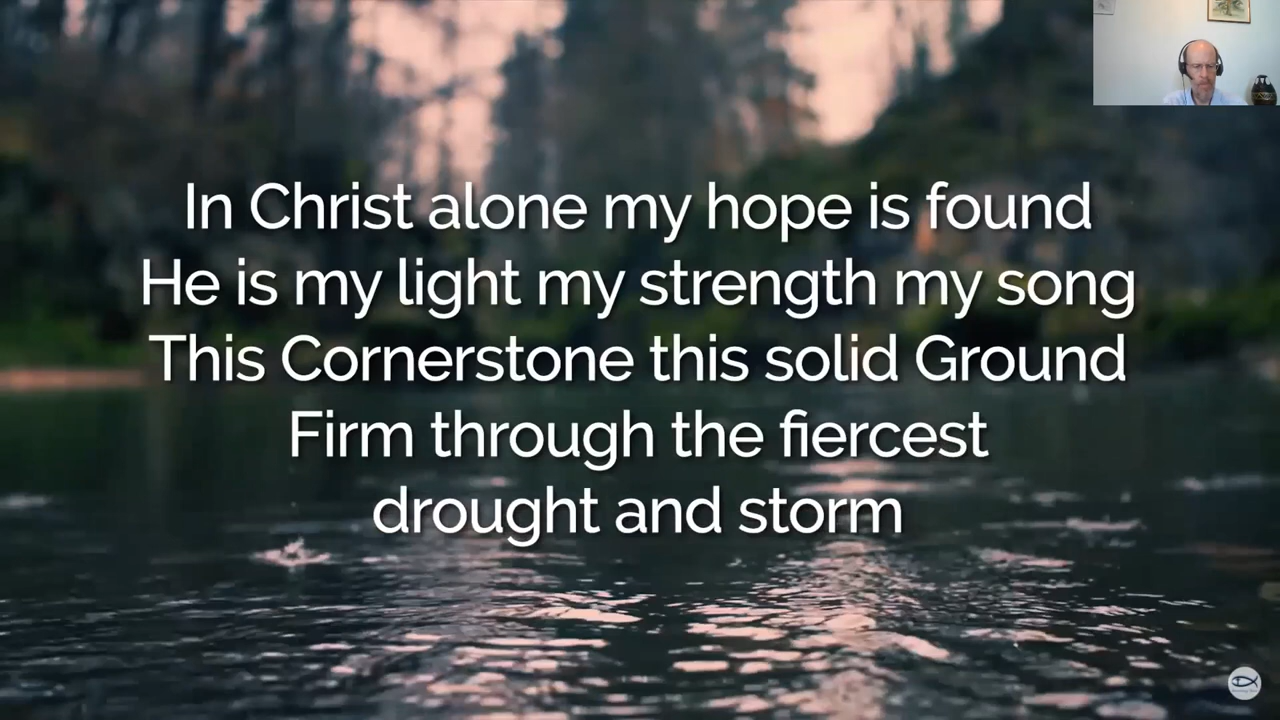 In Christ alone my hope is found
He is my light my strength my song
This Cornerstone this solid Ground
Firm through the fiercest
drought and storm